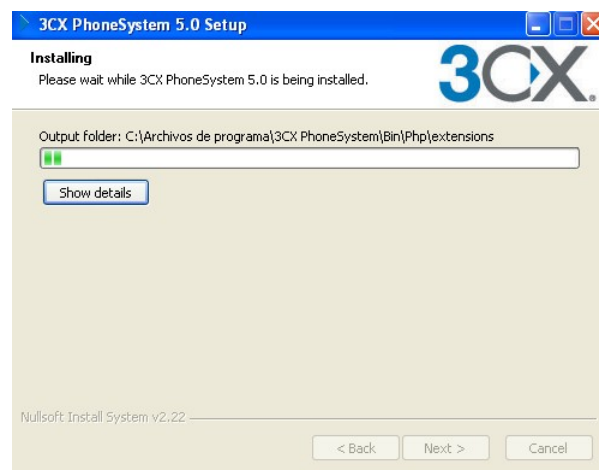 3CX PhoneSystem 5.0 Setup
Installing
Please wait while 3CX PhoneSystem 5.0 is being installed.
3CX®
Output folder: C:\Archivos de programa\3CX PhoneSystem\Bin\Php\extensions
Show details
Nullsoft Install System v2.22
< Back Next > Cancel